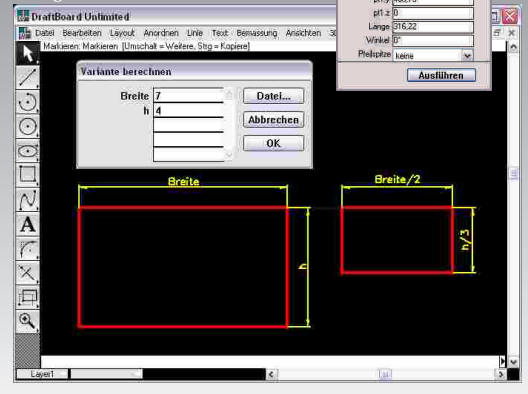 DraftBoard Unlimited
Datei Bearbeiten Layout Anordnen Linie Text Bemassung Ansichten
Markieren: Markieren [Umschalt = Weitere, Strg = Kopiere]
pt1.z 0
Länge 316,22
Winkel 0°
Pfeilspitze keine
Ausführen
Variante berechnen
Breite 7
h 4
Datei...
Abbrechen
OK
Breite
Breite/2
h
h/3
A
Layer1